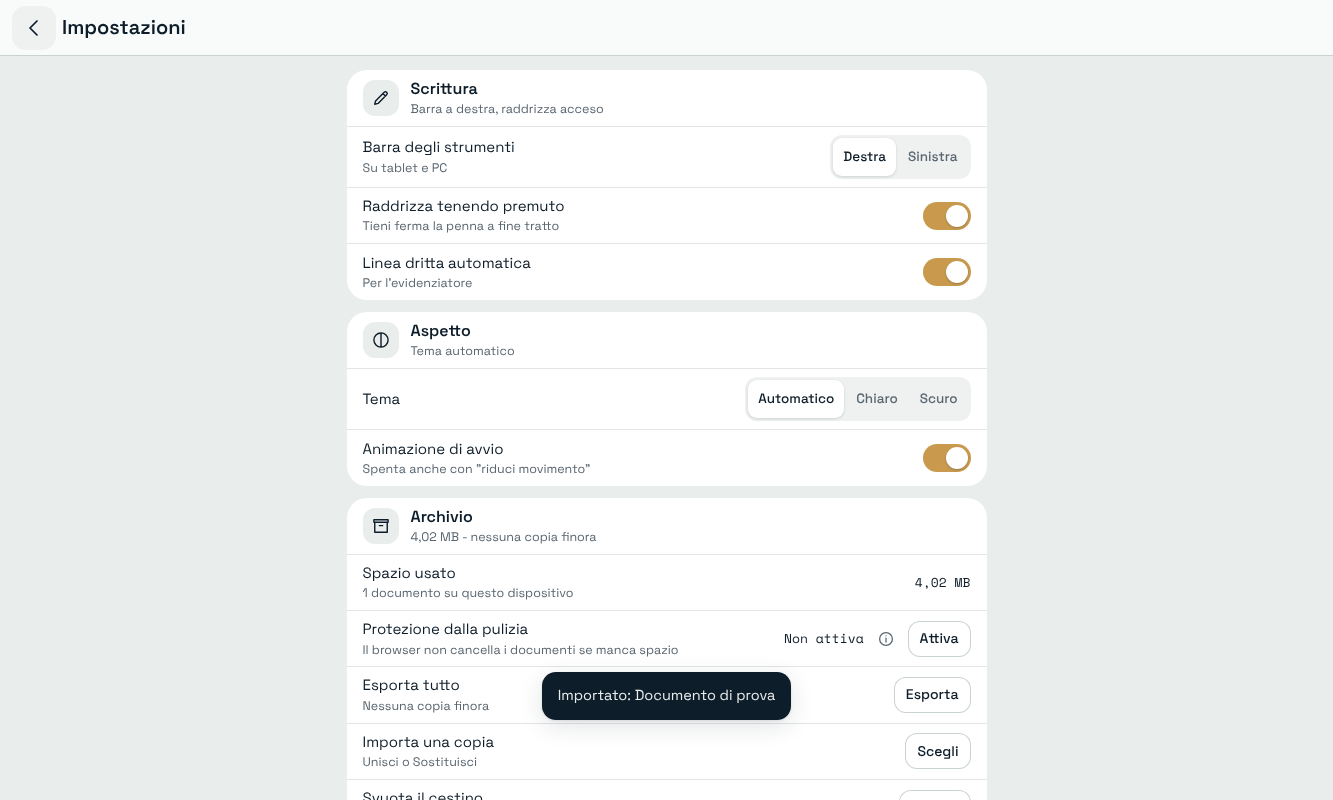 Impostazioni
Scrittura
Barra a destra, raddrizza acceso
Barra degli strumenti
Su tablet e PC
Destra Sinistra
Raddrizza tenendo premuto
Tieni ferma la penna a fine tratto
Linea dritta automatica
Per l'evidenziatore
Aspetto
Tema automatico
Tema
Automatico Chiaro Scuro
Animazione di avvio
Spenta anche con "riduci movimento"
Archivio
4,02 MB - nessuna copia finora
Spazio usato
1 documento su questo dispositivo
4,02 MB
Protezione dalla pulizia
Il browser non cancella i documenti se manca spazio
Non attiva Attiva
Esporta tutto
Nessuna copia finora
Esporta
Importato: Documento di prova
Importa una copia
Unisci o Sostituisci
Scegli
Svuota il cestino